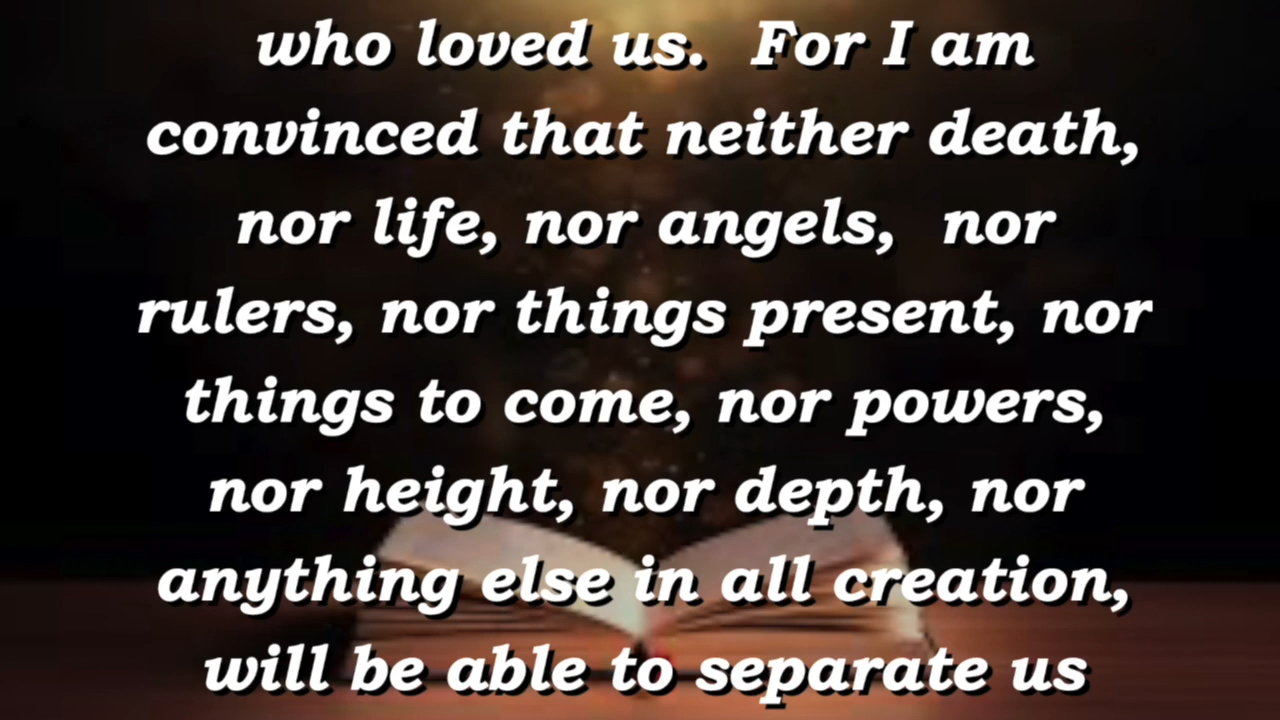 who loved us.  For I am
convinced that neither death,
nor life, nor angels,  nor
rulers, nor things present, nor
things to come, nor powers,
nor height, nor depth, nor
anything else in all creation,
will be able to separate us